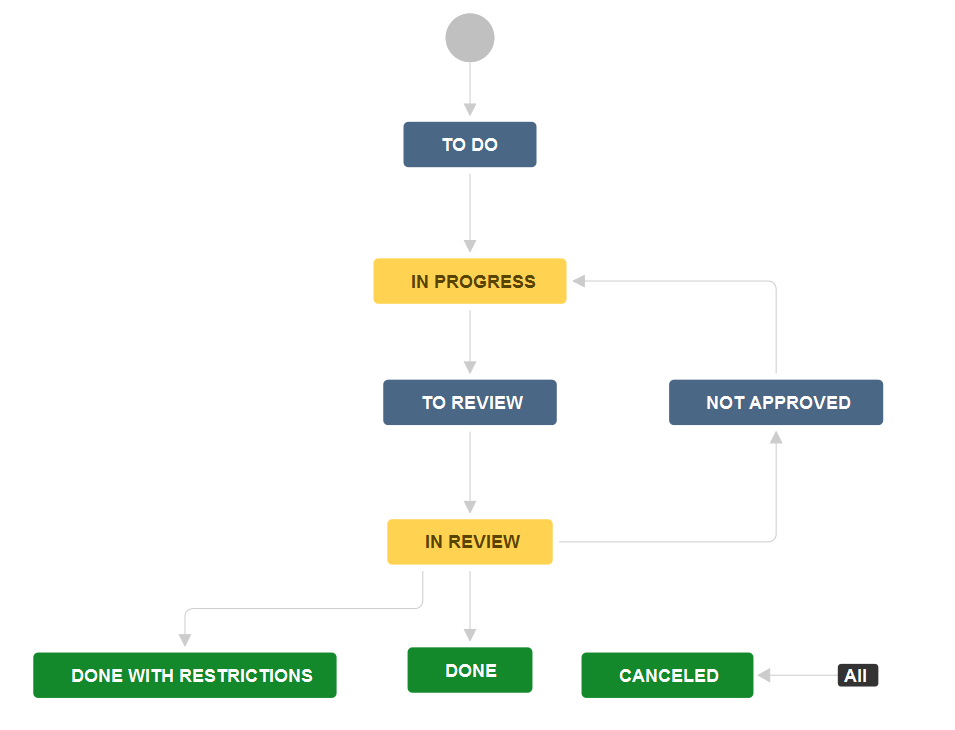 TO DO
IN PROGRESS
TO REVIEW
NOT APPROVED
IN REVIEW
DONE WITH RESTRICTIONS
DONE
CANCELED
All